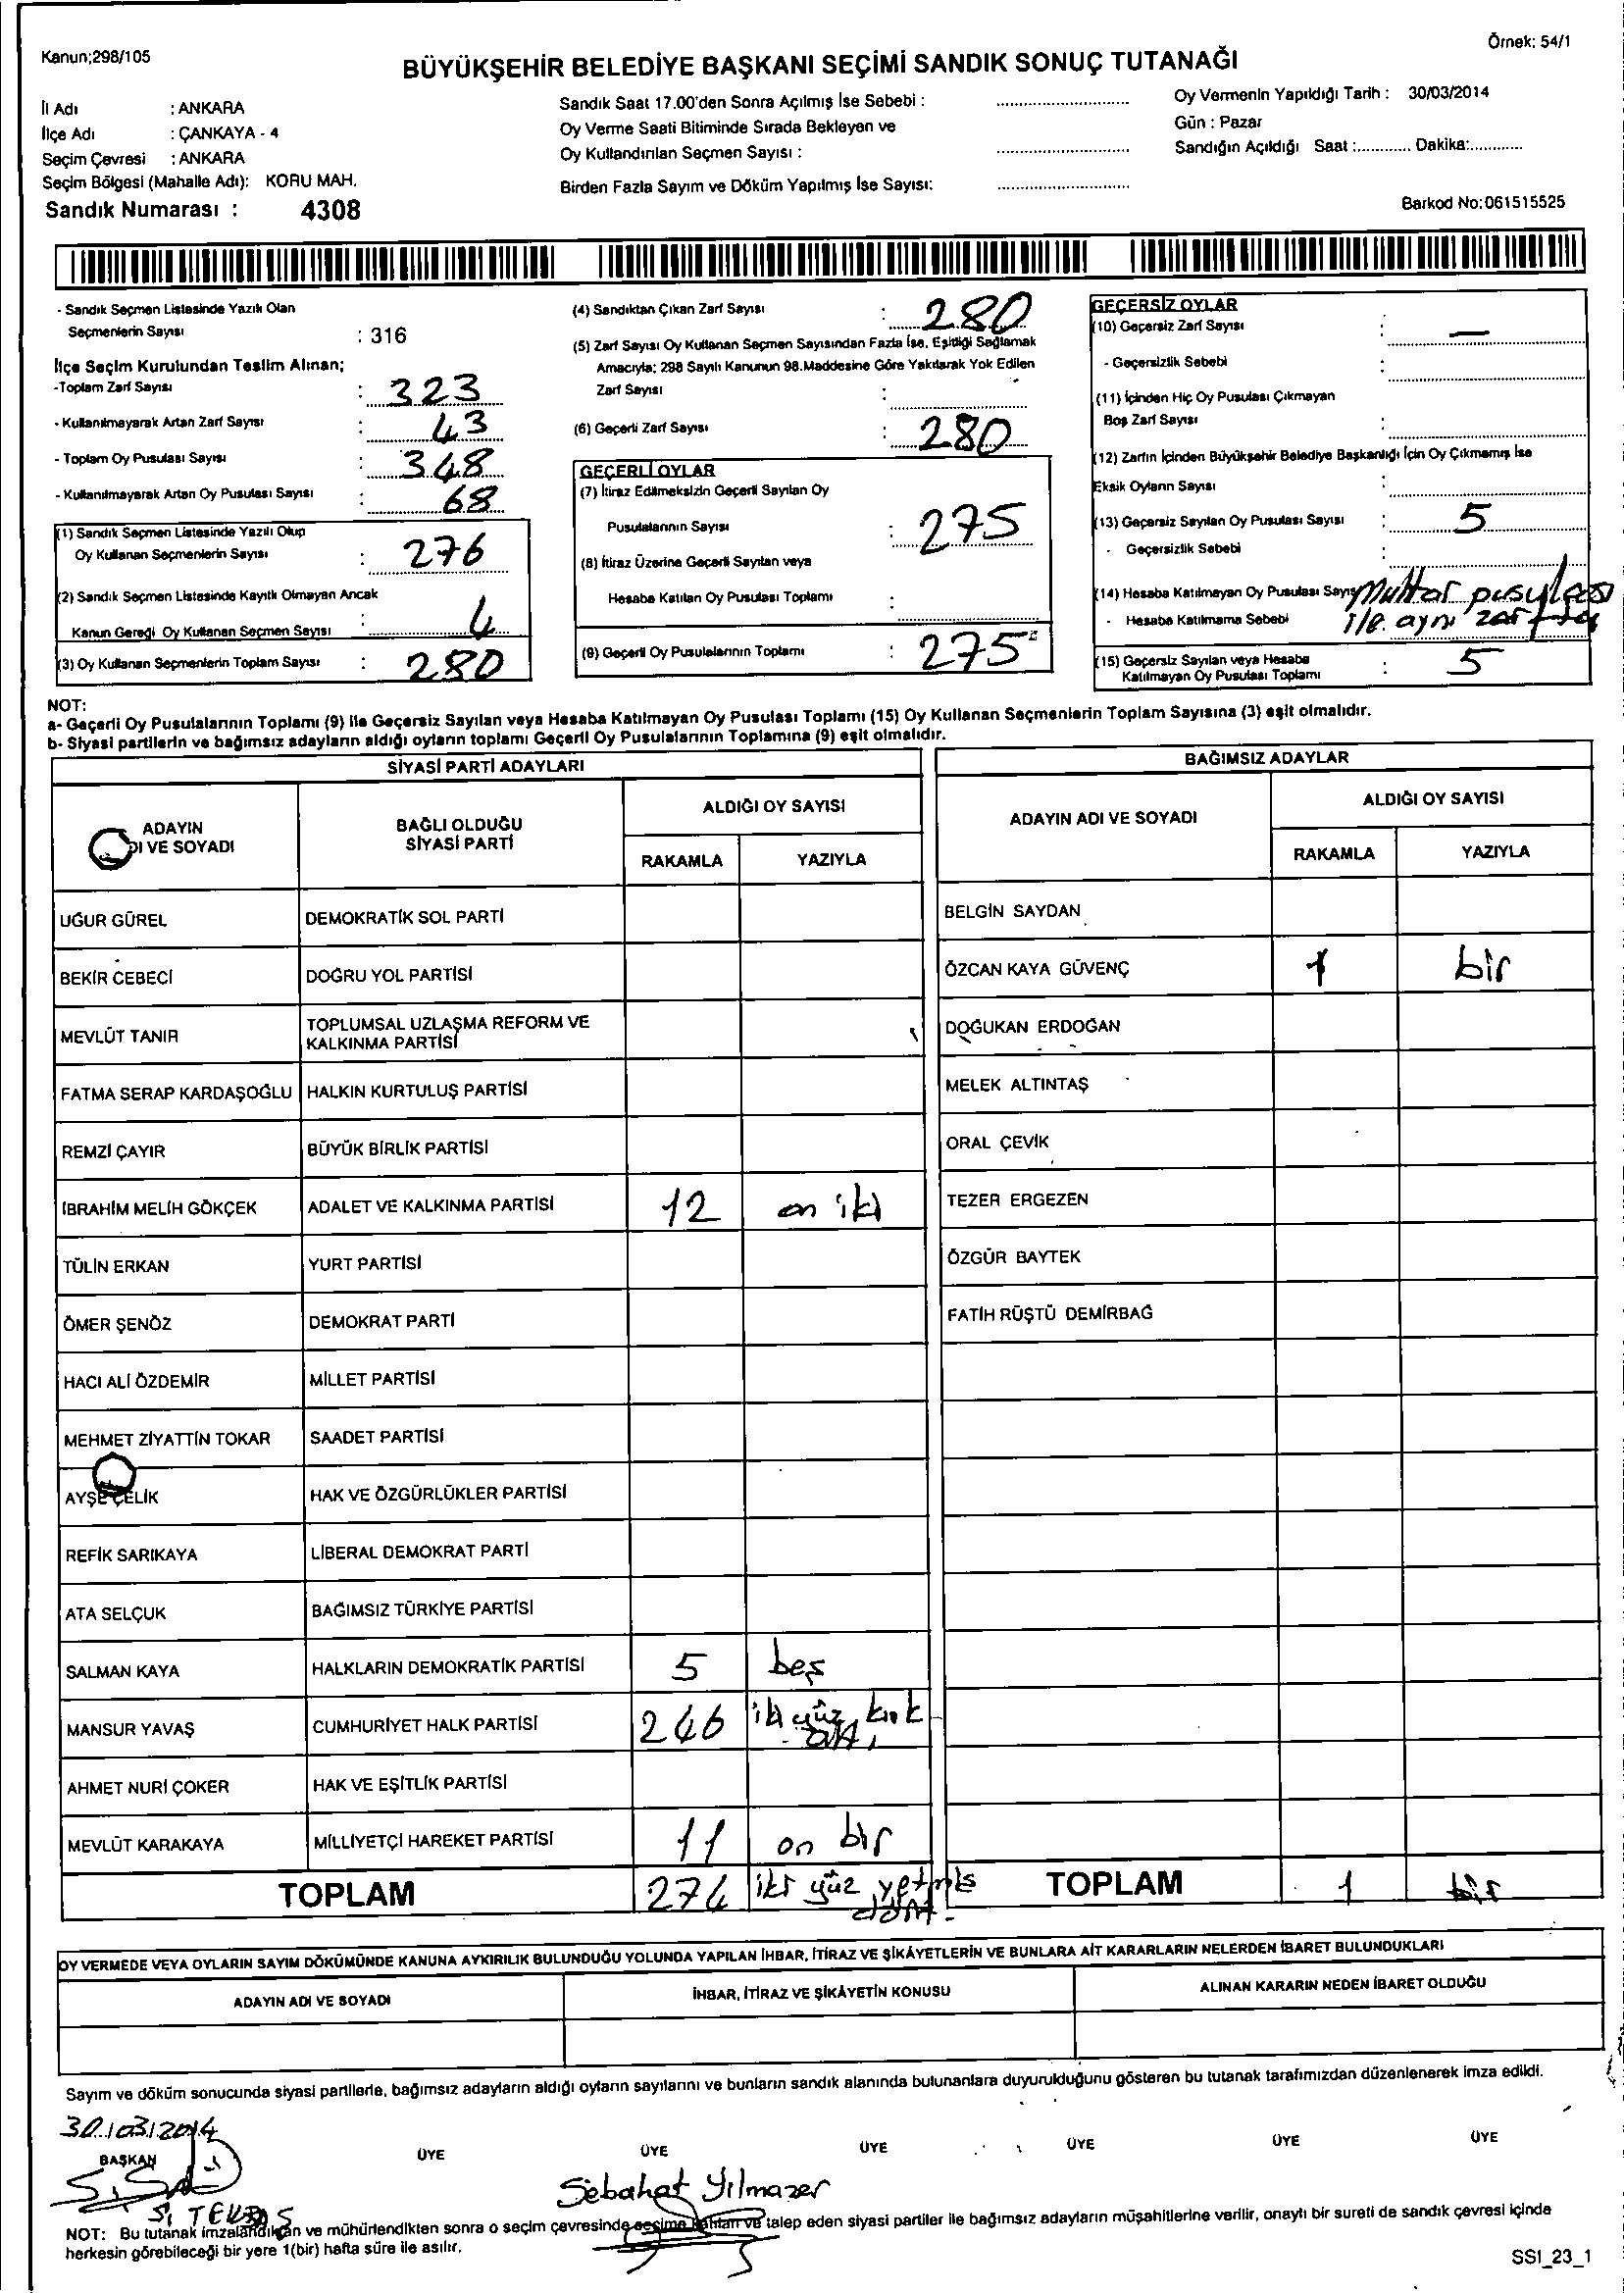 Kanun;298/105
Örnek: 54/1
BÜYÜKŞEHİR BELEDİYE BAŞKANI SEÇİMİ SANDIK SONUÇ TUTANAĞI
İl Adı : ANKARA
İlçe Adı : ÇANKAYA - 4
Seçim Çevresi : ANKARA
Seçim Bölgesi (Mahalle Adı): KORU MAH.
Sandık Numarası : 4308
Sandık Saat 17.00'den Sonra Açılmış İse Sebebi :
Oy Verme Saati Bitiminde Sırada Bekleyen ve
Oy Kullandırılan Seçmen Sayısı :
Birden Fazla Sayım ve Döküm Yapılmış İse Sayısı:
Oy Vermenin Yapıldığı Tarih : 30/03/2014
Gün : Pazar
Sandığın Açıldığı Saat :............ Dakika:............
Barkod No:061515525
- Sandık Seçmen Listesinde Yazılı Olan
Seçmenlerin Sayısı : 316
İlçe Seçim Kurulundan Teslim Alınan;
-Toplam Zarf Sayısı : 323
- Kullanılmayarak Artan Zarf Sayısı : 43
- Toplam Oy Pusulası Sayısı : 348
- Kullanılmayarak Artan Oy Pusulası Sayısı : 68
(1) Sandık Seçmen Listesinde Yazılı Olup
Oy Kullanan Seçmenlerin Sayısı : 276
(2) Sandık Seçmen Listesinde Kayıtlı Olmayan Ancak
Kanun Gereği Oy Kullanan Seçmen Sayısı : 4
(3) Oy Kullanan Seçmenlerin Toplam Sayısı : 280
(4) Sandıktan Çıkan Zarf Sayısı : 280
(5) Zarf Sayısı Oy Kullanan Seçmen Sayısından Fazla İse, Eşitliği Sağlamak
Amacıyla; 298 Sayılı Kanunun 98.Maddesine Göre Yakılarak Yok Edilen
Zarf Sayısı :
(6) Geçerli Zarf Sayısı : 280
GEÇERLİ OYLAR
(7) İtiraz Edilmeksizin Geçerli Sayılan Oy
Pusulalarının Sayısı : 275
(8) İtiraz Üzerine Geçerli Sayılan veya
Hesaba Katılan Oy Pusulası Toplamı :
(9) Geçerli Oy Pusulalarının Toplamı : 275
GEÇERSİZ OYLAR
(10) Geçersiz Zarf Sayısı : —
- Geçersizlik Sebebi :
(11) İçinden Hiç Oy Pusulası Çıkmayan
Boş Zarf Sayısı :
(12) Zarfın İçinden Büyükşehir Belediye Başkanlığı İçin Oy Çıkmamış İse
Eksik Oyların Sayısı :
(13) Geçersiz Sayılan Oy Pusulası Sayısı : 5
- Geçersizlik Sebebi :
(14) Hesaba Katılmayan Oy Pusulası Sayısı Muhtar pusulası
- Hesaba Katılmama Sebebi ile aynı zarfta
(15) Geçersiz Sayılan veya Hesaba
Katılmayan Oy Pusulası Toplamı : 5
NOT:
a- Geçerli Oy Pusulalarının Toplamı (9) ile Geçersiz Sayılan veya Hesaba Katılmayan Oy Pusulası Toplamı (15) Oy Kullanan Seçmenlerin Toplam Sayısına (3) eşit olmalıdır.
b- Siyasi partilerin ve bağımsız adayların aldığı oyların toplamı Geçerli Oy Pusulalarının Toplamına (9) eşit olmalıdır.
SİYASİ PARTİ ADAYLARI
BAĞIMSIZ ADAYLAR
ADAYIN
DI VE SOYADI
BAĞLI OLDUĞU
SİYASİ PARTİ
ALDIĞI OY SAYISI
RAKAMLA YAZIYLA
ADAYIN ADI VE SOYADI
ALDIĞI OY SAYISI
RAKAMLA YAZIYLA
UĞUR GÜREL DEMOKRATİK SOL PARTİ BELGİN SAYDAN
BEKİR CEBECİ DOĞRU YOL PARTİSİ ÖZCAN KAYA GÜVENÇ 1 bir
MEVLÜT TANIR TOPLUMSAL UZLAŞMA REFORM VE
KALKINMA PARTİSİ DOĞUKAN ERDOĞAN
FATMA SERAP KARDAŞOĞLU HALKIN KURTULUŞ PARTİSİ MELEK ALTINTAŞ
REMZİ ÇAYIR BÜYÜK BİRLİK PARTİSİ ORAL ÇEVİK
İBRAHİM MELİH GÖKÇEK ADALET VE KALKINMA PARTİSİ 12 on iki TEZER ERGEZEN
TÜLİN ERKAN YURT PARTİSİ ÖZGÜR BAYTEK
ÖMER ŞENÖZ DEMOKRAT PARTİ FATİH RÜŞTÜ DEMİRBAĞ
HACI ALİ ÖZDEMİR MİLLET PARTİSİ
MEHMET ZİYATTİN TOKAR SAADET PARTİSİ
AYŞE ÇELİK HAK VE ÖZGÜRLÜKLER PARTİSİ
REFİK SARIKAYA LİBERAL DEMOKRAT PARTİ
ATA SELÇUK BAĞIMSIZ TÜRKİYE PARTİSİ
SALMAN KAYA HALKLARIN DEMOKRATİK PARTİSİ 5 beş
MANSUR YAVAŞ CUMHURİYET HALK PARTİSİ 246 iki yüz kırk
altı
AHMET NURİ ÇOKER HAK VE EŞİTLİK PARTİSİ
MEVLÜT KARAKAYA MİLLİYETÇİ HAREKET PARTİSİ 11 on bir
TOPLAM 274 iki yüz yetmiş
dört TOPLAM 1 bir
OY VERMEDE VEYA OYLARIN SAYIM DÖKÜMÜNDE KANUNA AYKIRILIK BULUNDUĞU YOLUNDA YAPILAN İHBAR, İTİRAZ VE ŞİKÂYETLERİN VE BUNLARA AİT KARARLARIN NELERDEN İBARET BULUNDUKLARI
ADAYIN ADI VE SOYADI İHBAR, İTİRAZ VE ŞİKÂYETİN KONUSU ALINAN KARARIN NEDEN İBARET OLDUĞU
Sayım ve döküm sonucunda siyasi partilerle, bağımsız adayların aldığı oyların sayılarını ve bunların sandık alanında bulunanlara duyurulduğunu gösteren bu tutanak tarafımızdan düzenlenerek imza edildi.
30/03/2014
BAŞKAN ÜYE ÜYE ÜYE ÜYE ÜYE ÜYE
Sebahat Yılmazer
S. TEKBAŞ
NOT: Bu tutanak imzalandıktan ve mühürlendikten sonra o seçim çevresinde seçime katılan ve talep eden siyasi partiler ile bağımsız adayların müşahitlerine verilir, onaylı bir sureti de sandık çevresi içinde
herkesin görebileceği bir yere 1(bir) hafta süre ile asılır.
SSI_23_1